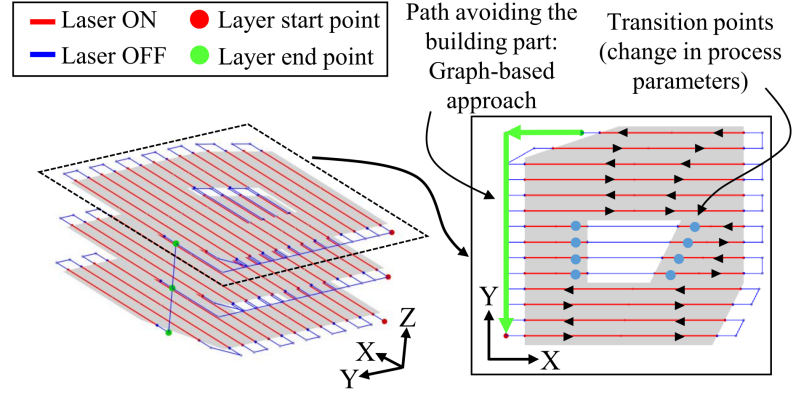 Laser ON
Layer start point
Laser OFF
Layer end point
Path avoiding the
building part:
Graph-based
approach
Transition points
(change in process
parameters)
Z
X
Y
Y
X